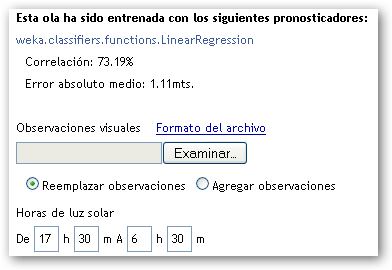 Esta ola ha sido entrenada con los siguientes pronosticadores:
weka.classifiers.functions.LinearRegression
Correlación: 73.19%
Error absoluto medio: 1.11mts.
Observaciones visuales Formato del archivo
Examinar...
Reemplazar observaciones Agregar observaciones
Horas de luz solar
De 17 h 30 m A 6 h 30 m